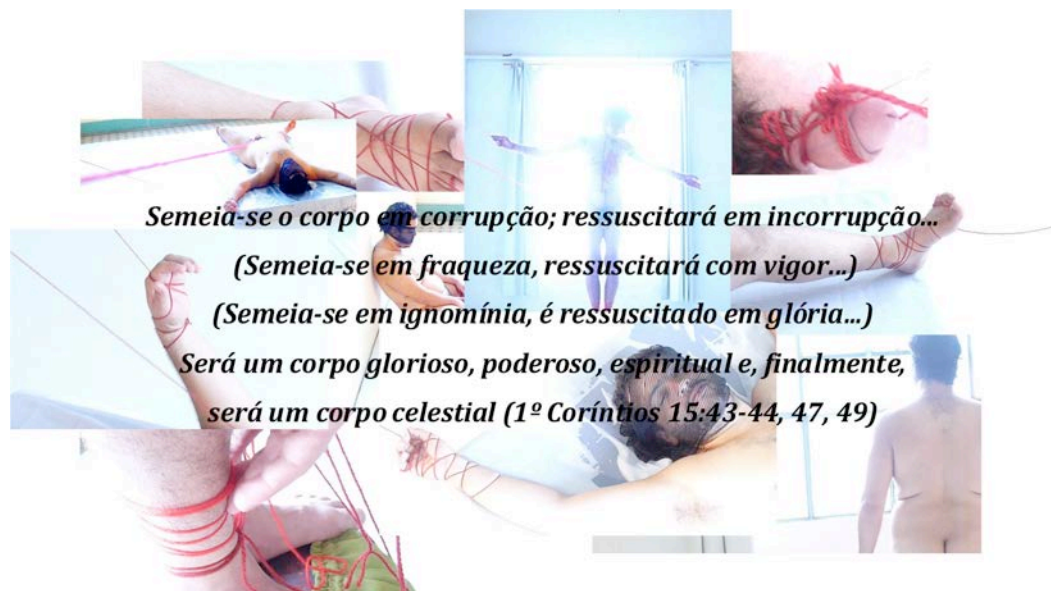 Semeia-se o corpo em corrupção; ressuscitará em incorrupção...
(Semeia-se em fraqueza, ressuscitará com vigor...)
(Semeia-se em ignomínia, é ressuscitado em glória...)
Será um corpo glorioso, poderoso, espiritual e, finalmente,
será um corpo celestial (1º Coríntios 15:43-44, 47, 49)